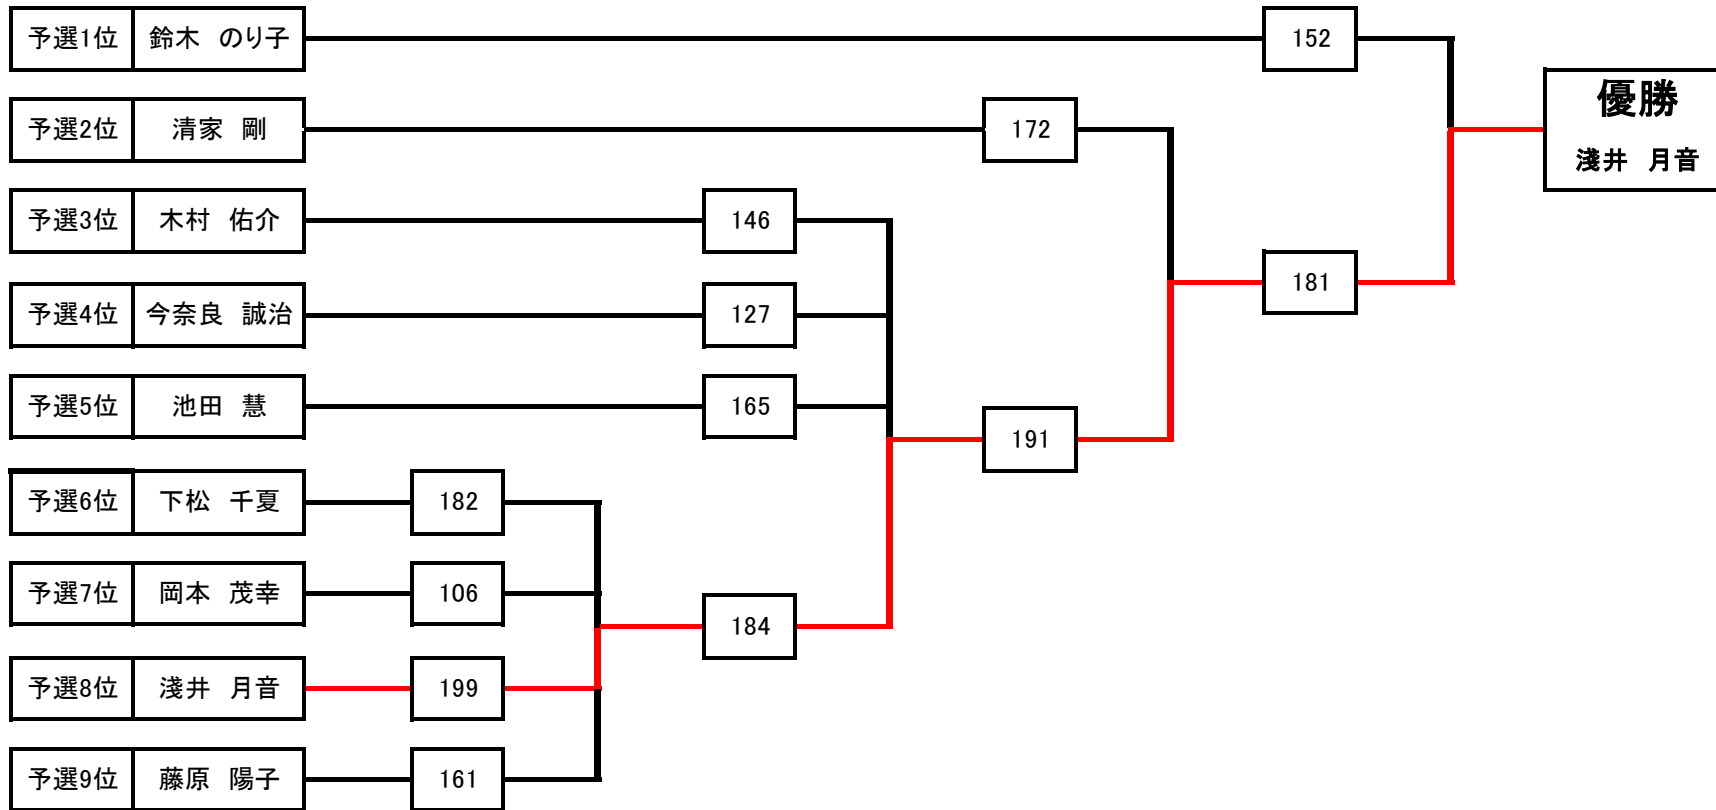 予選1位 鈴木　のり子 152
優勝
予選2位 清家　剛 172
淺井　月音
予選3位 木村　佑介 146
181
予選4位 今奈良　誠治 127
予選5位 池田　慧 165
191
予選6位 下松　千夏 182
予選7位 岡本　茂幸 106
184
予選8位 淺井　月音 199
予選9位 藤原　陽子 161